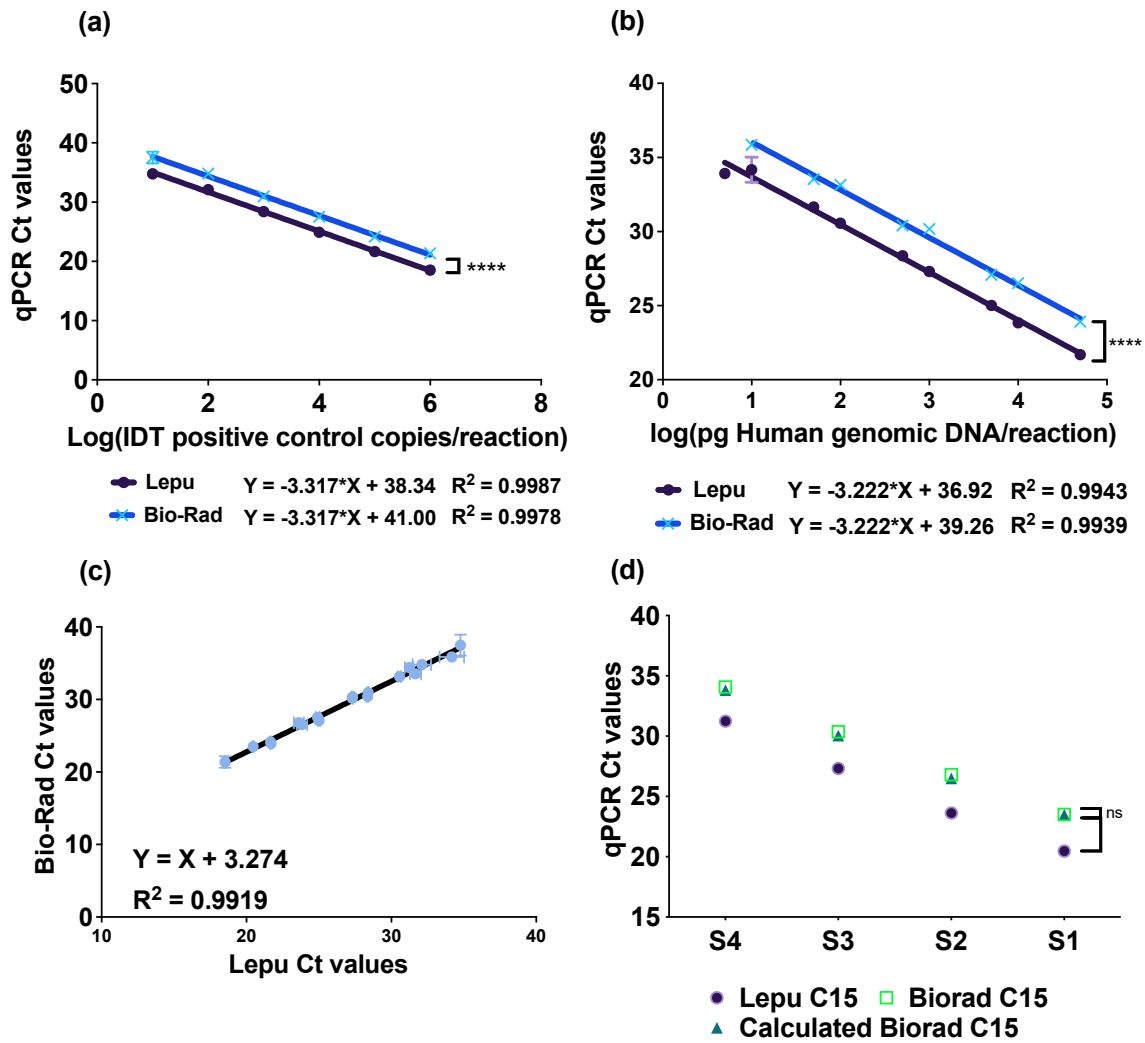 (a)
50
40
30
20
10
0
qPCR Ct values
0 2 4 6 8
Log(IDT positive control copies/reaction)
****
Lepu Y = -3.317*X + 38.34 R² = 0.9987
Bio-Rad Y = -3.317*X + 41.00 R² = 0.9978
(b)
40
35
30
25
20
qPCR Ct values
0 1 2 3 4 5
log(pg Human genomic DNA/reaction)
****
Lepu Y = -3.222*X + 36.92 R² = 0.9943
Bio-Rad Y = -3.222*X + 39.26 R² = 0.9939
(c)
40
30
20
10
0
Bio-Rad Ct values
Y = X + 3.274
R² = 0.9919
10 20 30 40
Lepu Ct values
(d)
40
35
30
25
20
15
qPCR Ct values
ns
S4 S3 S2 S1
Lepu C15 Biorad C15
Calculated Biorad C15